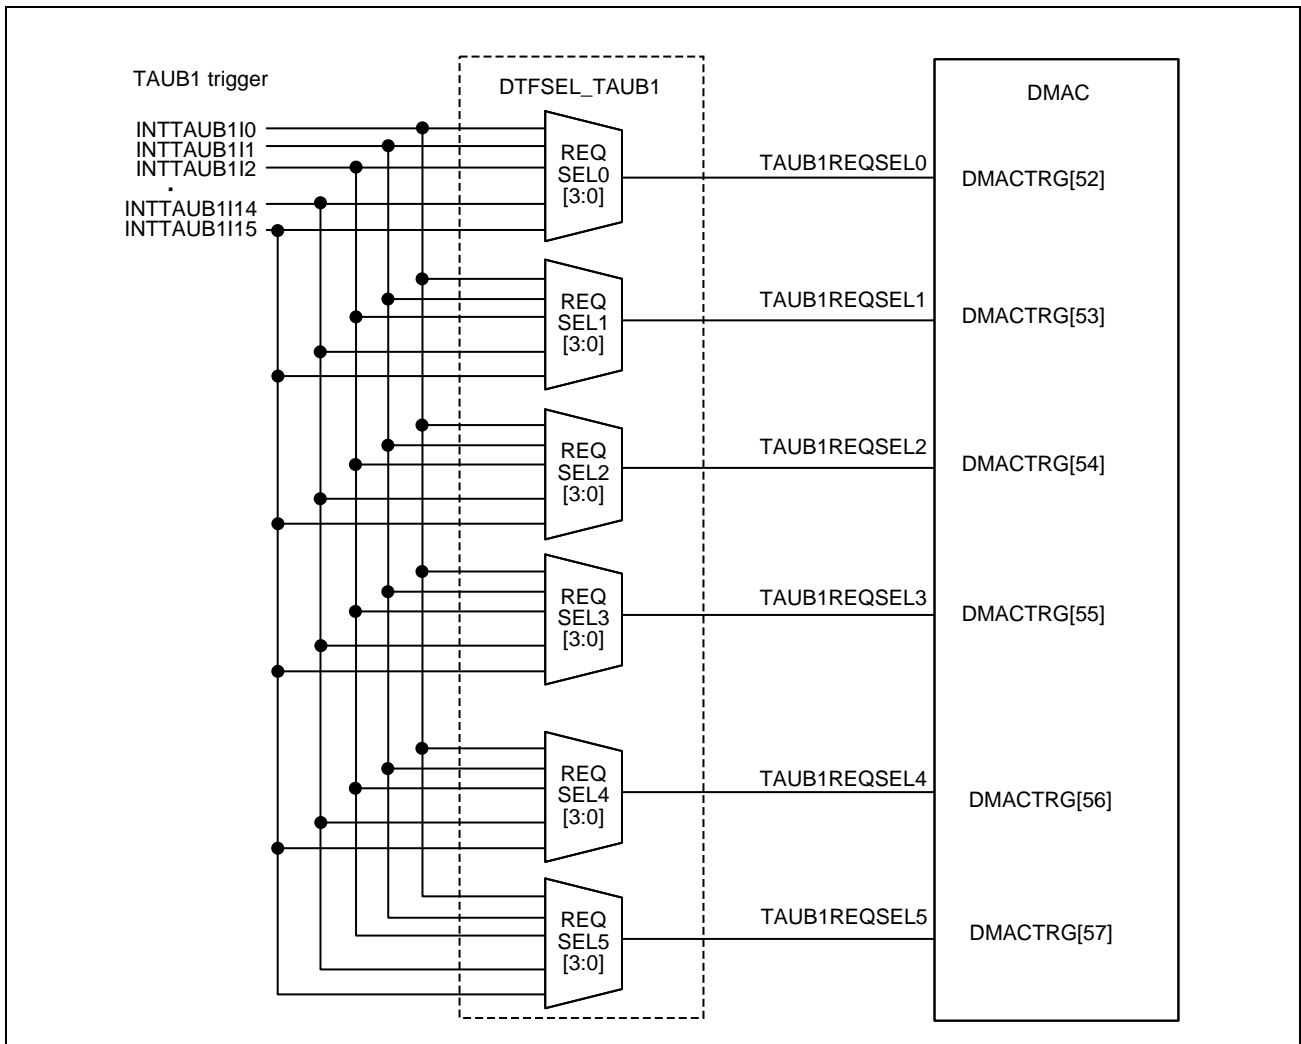 TAUB1 trigger
DTFSEL_TAUB1
DMAC
INTTAUB1I0
INTTAUB1I1
INTTAUB1I2
.
INTTAUB1I14
INTTAUB1I15
REQ
SEL0
[3:0]
TAUB1REQSEL0
DMACTRG[52]
REQ
SEL1
[3:0]
TAUB1REQSEL1
DMACTRG[53]
REQ
SEL2
[3:0]
TAUB1REQSEL2
DMACTRG[54]
REQ
SEL3
[3:0]
TAUB1REQSEL3
DMACTRG[55]
REQ
SEL4
[3:0]
TAUB1REQSEL4
DMACTRG[56]
REQ
SEL5
[3:0]
TAUB1REQSEL5
DMACTRG[57]